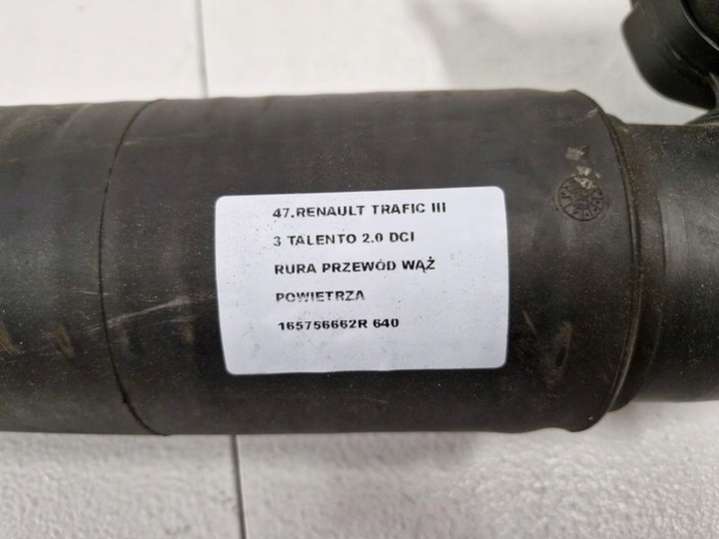 47.RENAULT TRAFIC III
3 TALENTO 2.0 DCI
RURA PRZEWÓD WĄŻ
POWIETRZA
165756662R 640